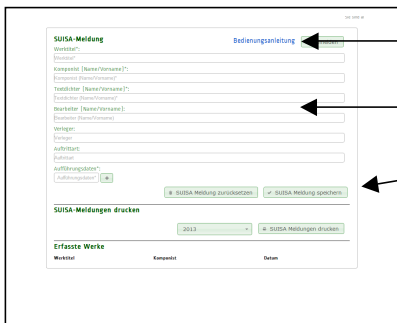 SUISA-Meldung
Bedienungsanleitung
Werktitel*:
Werktitel*
Komponist [Name/Vorname]*:
Komponist [Name/Vorname]*
Textdichter [Name/Vorname]*:
Textdichter [Name/Vorname]*
Bearbeiter [Name/Vorname]:
Bearbeiter [Name/Vorname]
Verleger:
Verleger
Auftrittart:
Auftrittart
Aufführungsdaten*:
Aufführungsdaten*
SUISA Meldung zurücksetzen
SUISA Meldung speichern
SUISA-Meldungen drucken
2013
SUISA Meldungen drucken
Erfasste Werke
Werktitel Komponist Datum